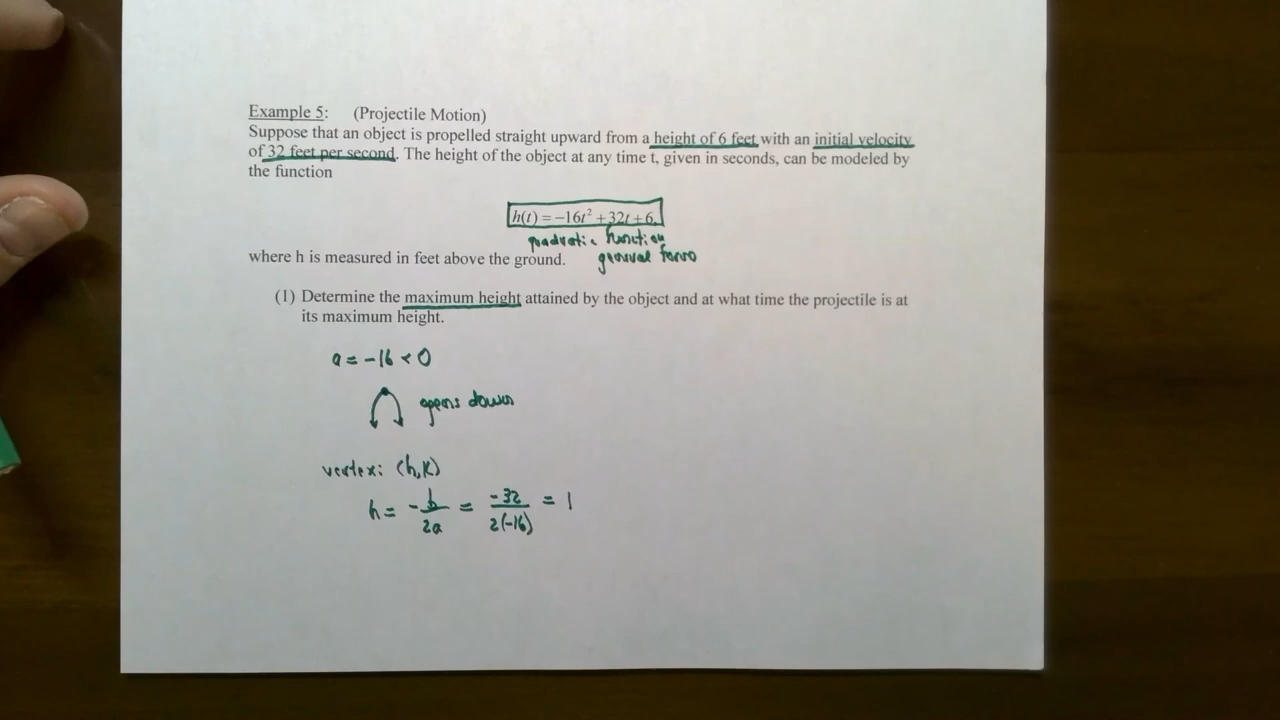 Example 5: (Projectile Motion)
Suppose that an object is propelled straight upward from a height of 6 feet with an initial velocity
of 32 feet per second. The height of the object at any time t, given in seconds, can be modeled by
the function
h(t) = −16t² + 32t + 6,
quadratic function
general form
where h is measured in feet above the ground.
(1) Determine the maximum height attained by the object and at what time the projectile is at
its maximum height.
a = -16 < 0
opens down
vertex: (h,k)
h = -b/2a = -32/2(-16) = 1